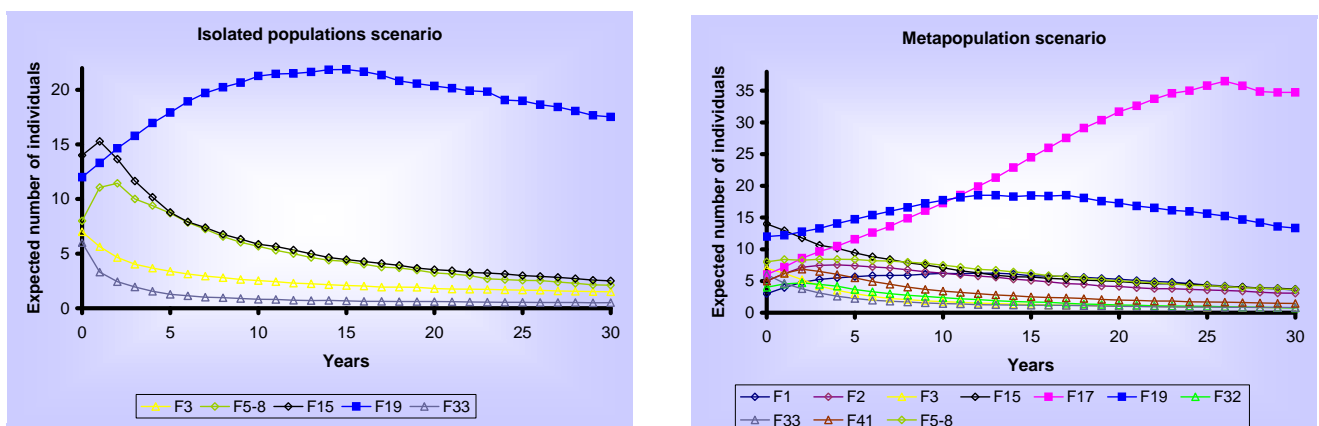 Isolated populations scenario
Expected number of individuals
20
15
10
5
0
0 5 10 15 20 25 30
Years
F3 F5-8 F15 F19 F33
Metapopulation scenario
Expected number of individuals
35
30
25
20
15
10
5
0
0 5 10 15 20 25 30
Years
F1 F2 F3 F15 F17 F19 F32
F33 F41 F5-8